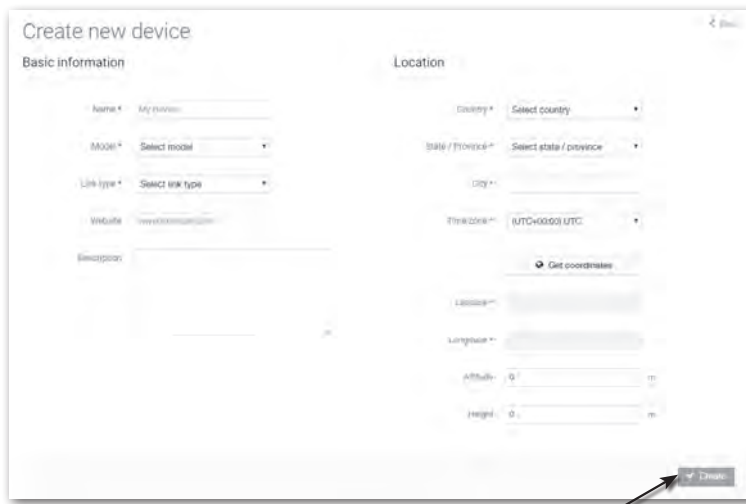 Create new device
Basic information
Name *
My device
Model *
Select model
Link type *
Select link type
Website
Description
Location
Country *
Select country
State / Province *
Select state / province
City *
Time zone *
(UTC+00:00) UTC
Get coordinates
Latitude *
Longitude *
Altitude
0
m
Height
0
m
Create